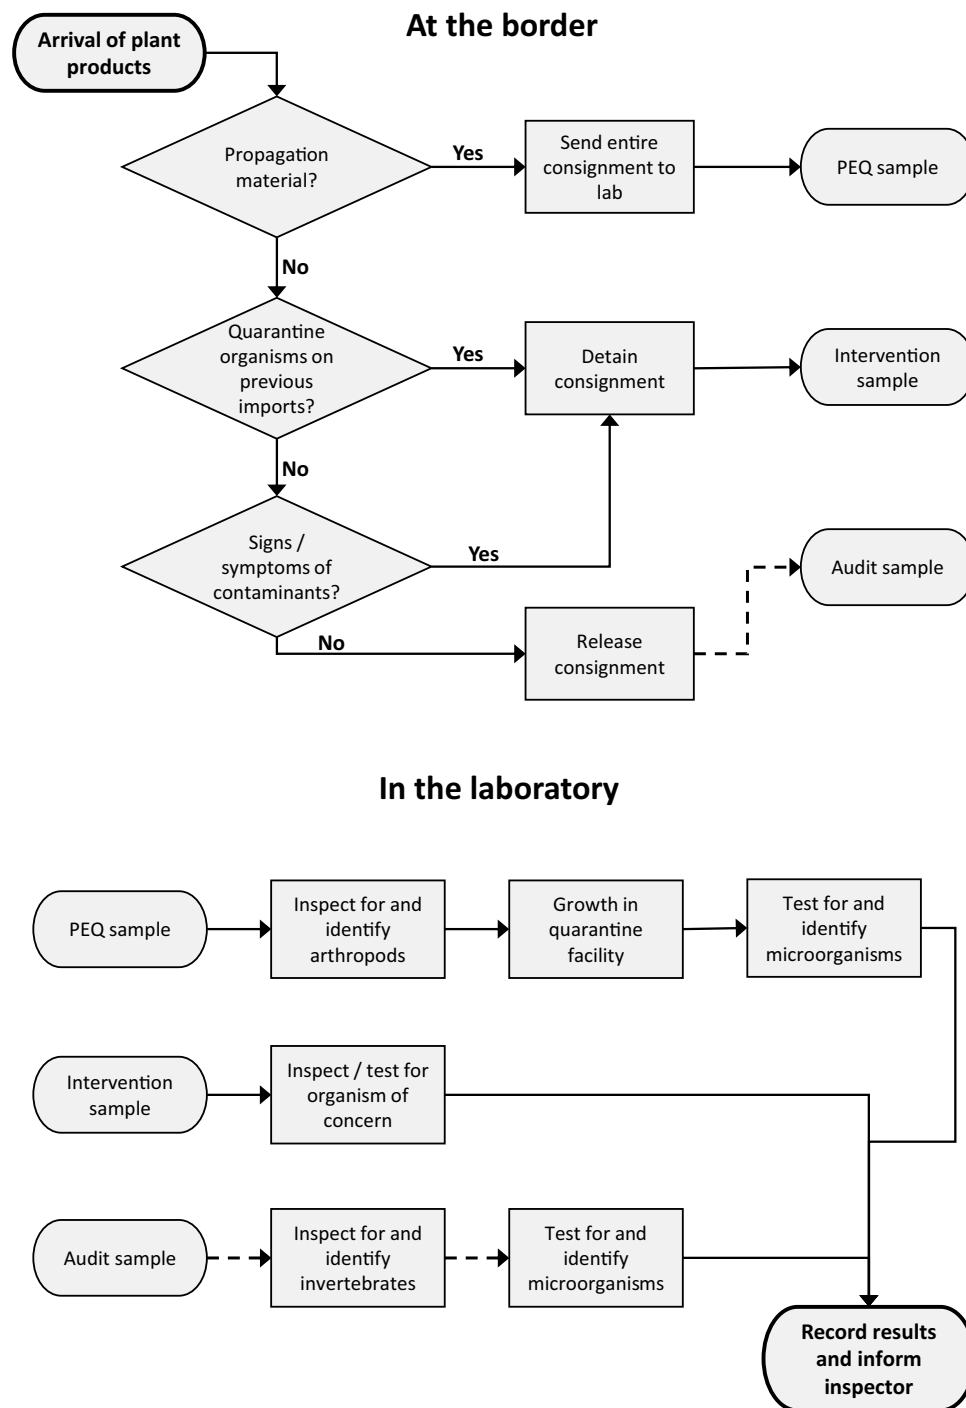 At the border
Arrival of plant
products
Propagation
material?
Yes
Send entire
consignment to
lab
PEQ sample
No
Quarantine
organisms on
previous
imports?
Yes
Detain
consignment
Intervention
sample
No
Signs /
symptoms of
contaminants?
Yes
Audit sample
No
Release
consignment
In the laboratory
PEQ sample
Inspect for and
identify
arthropods
Growth in
quarantine
facility
Test for and
identify
microorganisms
Intervention
sample
Inspect / test for
organism of
concern
Audit sample
Inspect for and
identify
invertebrates
Test for and
identify
microorganisms
Record results
and inform
inspector